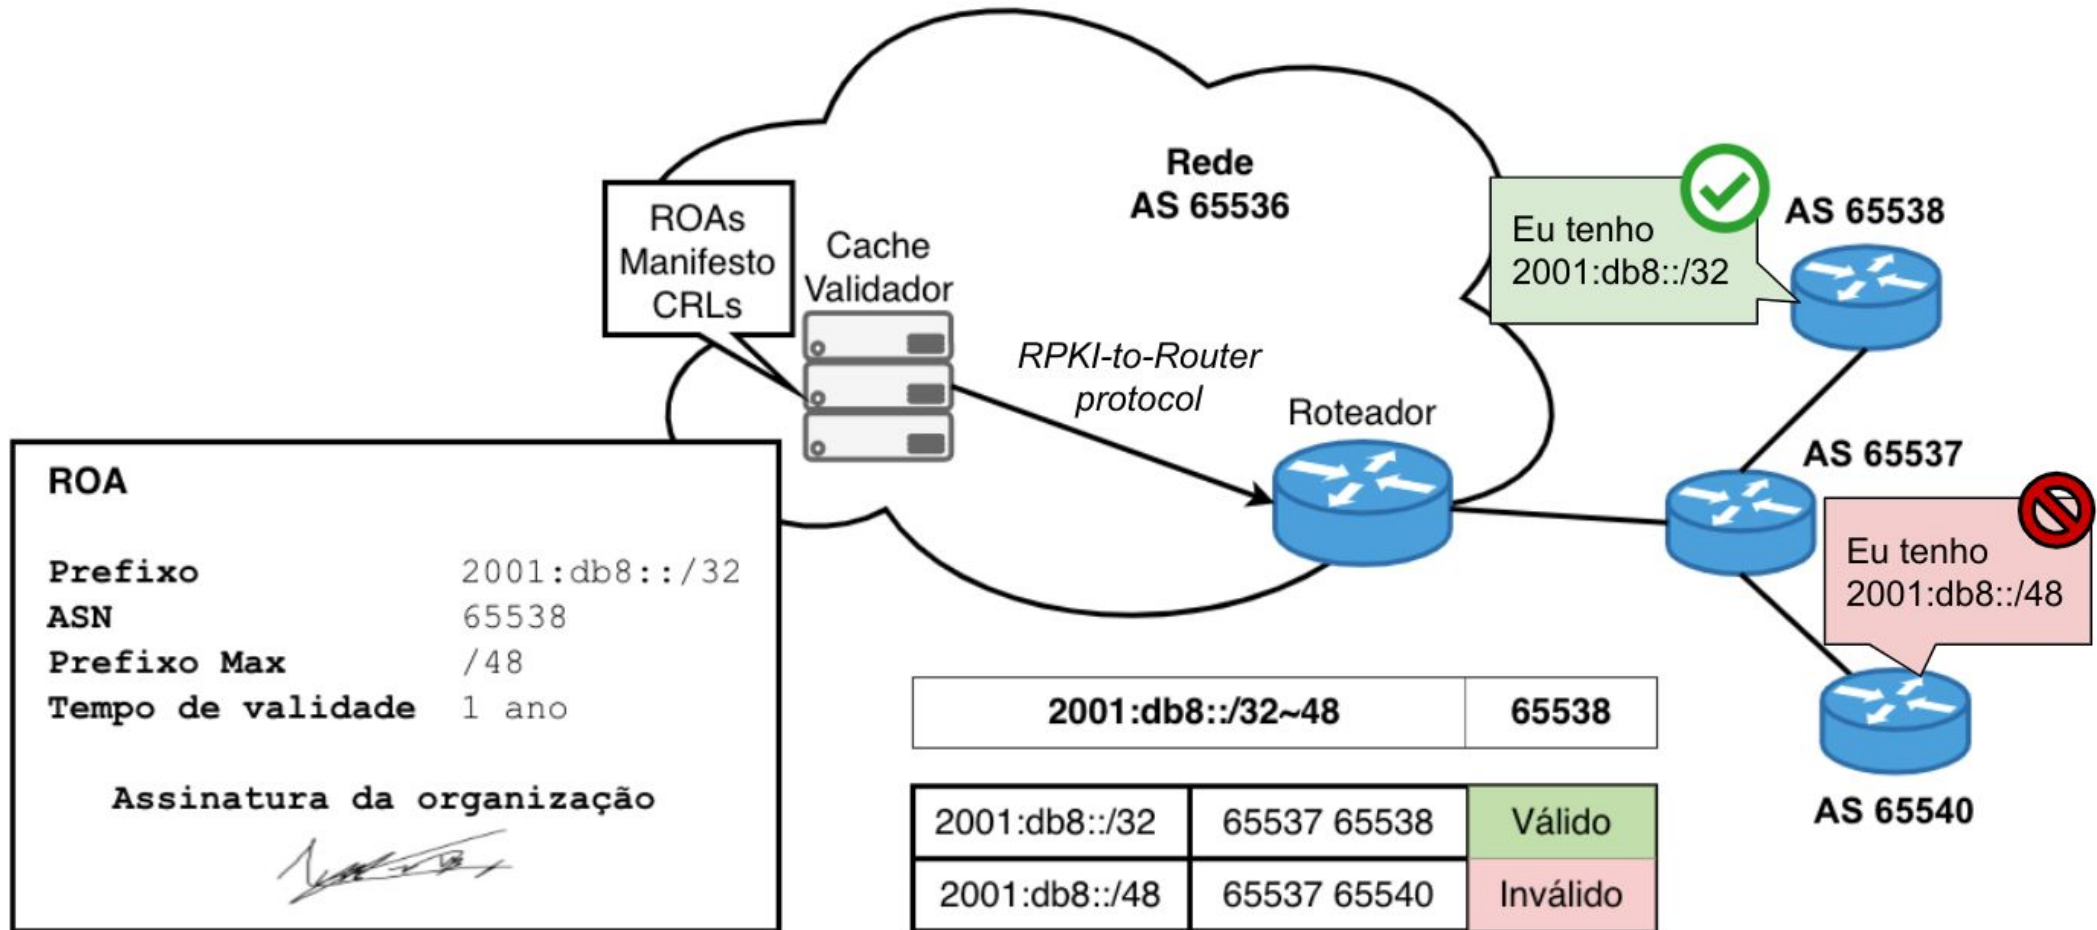 Rede
AS 65536
ROAs
Manifesto
CRLs
Cache
Validador
RPKI-to-Router
protocol
Roteador
Eu tenho
2001:db8::/32
AS 65538
AS 65537
Eu tenho
2001:db8::/48
AS 65540
ROA
Prefixo 2001:db8::/32
ASN 65538
Prefixo Max /48
Tempo de validade 1 ano
Assinatura da organização
2001:db8::/32~48 65538
2001:db8::/32 65537 65538 Válido
2001:db8::/48 65537 65540 Inválido